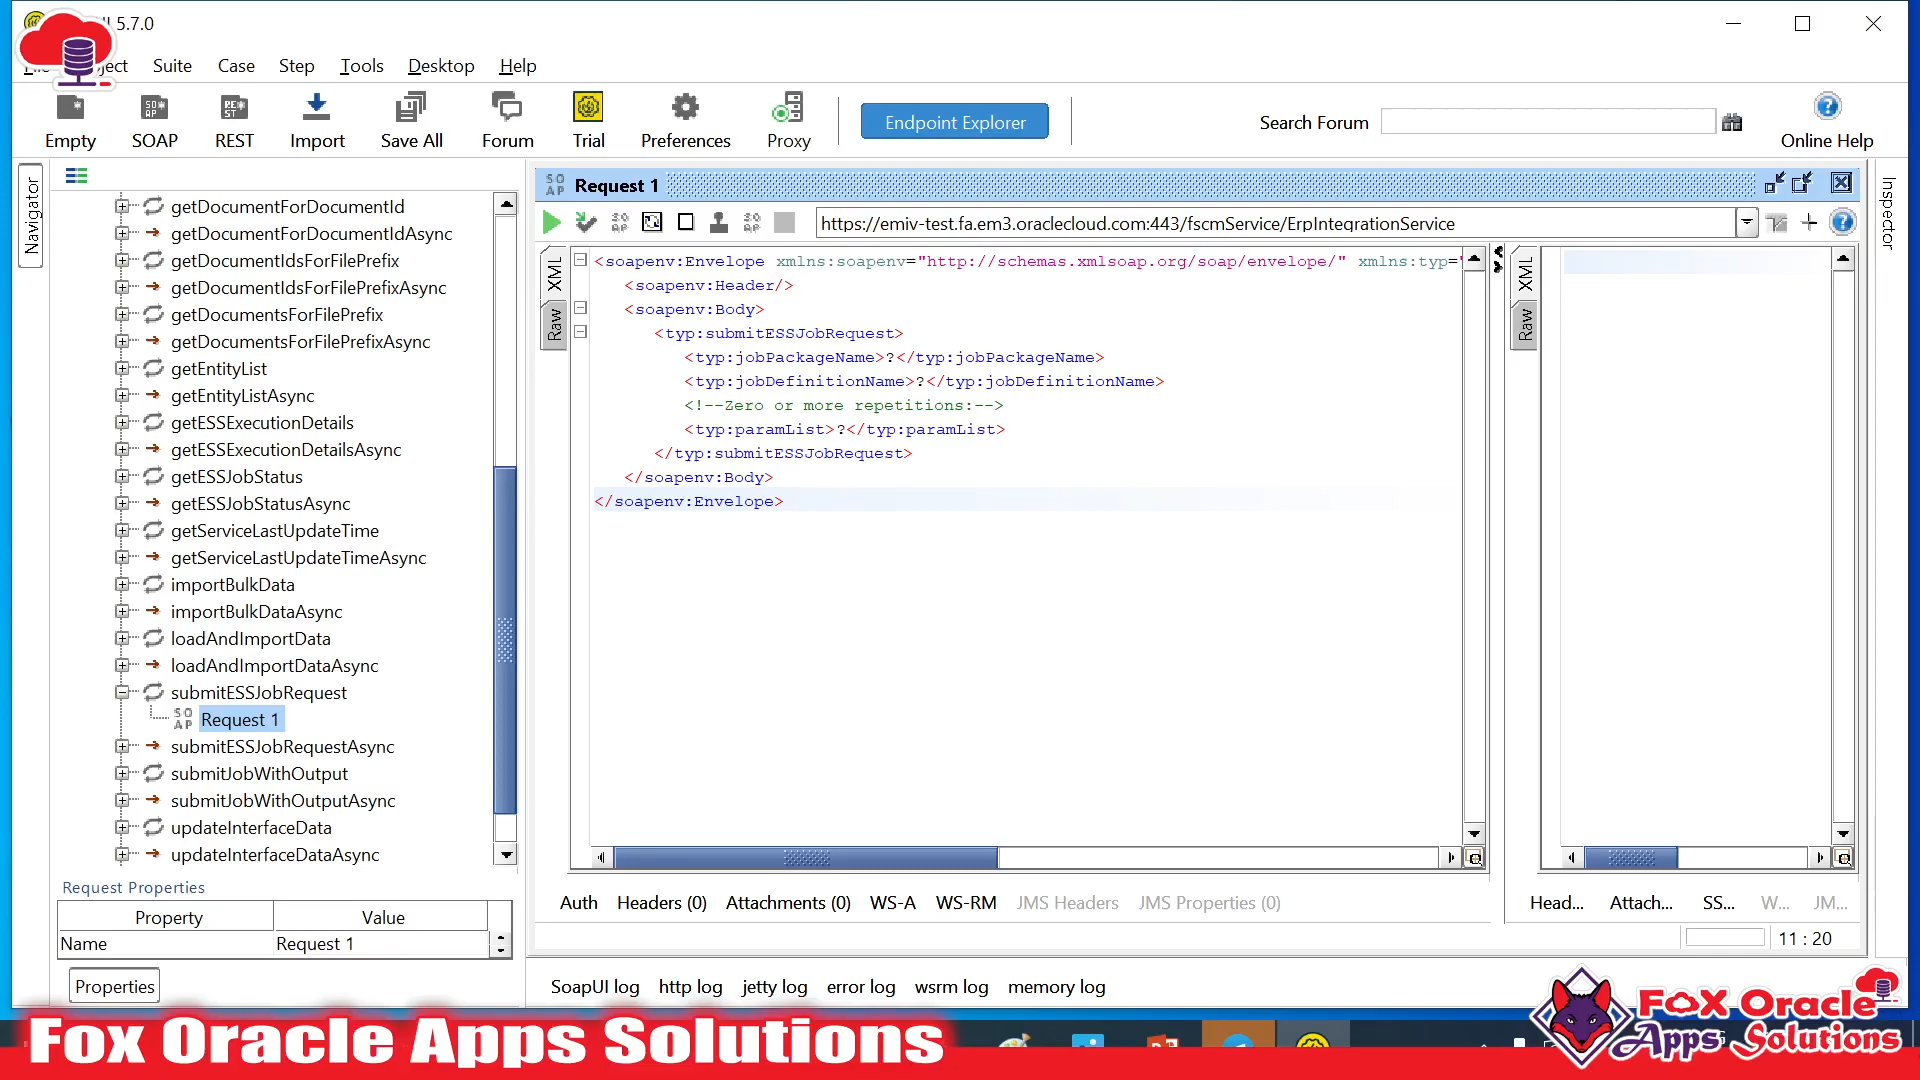 5.7.0
Suite
Case
Step
Tools
Desktop
Help
Empty
SOAP
REST
Import
Save All
Forum
Trial
Preferences
Proxy
Endpoint Explorer
Search Forum
Online Help
Navigator
getDocumentForDocumentId
getDocumentForDocumentIdAsync
getDocumentIdsForFilePrefix
getDocumentIdsForFilePrefixAsync
getDocumentsForFilePrefix
getDocumentsForFilePrefixAsync
getEntityList
getEntityListAsync
getESSExecutionDetails
getESSExecutionDetailsAsync
getESSJobStatus
getESSJobStatusAsync
getServiceLastUpdateTime
getServiceLastUpdateTimeAsync
importBulkData
importBulkDataAsync
loadAndImportData
loadAndImportDataAsync
submitESSJobRequest
SOAP Request 1
submitESSJobRequestAsync
submitJobWithOutput
submitJobWithOutputAsync
updateInterfaceData
updateInterfaceDataAsync
Request Properties
Property Value
Name Request 1
Properties
SOAP Request 1
https://emiv-test.fa.em3.oraclecloud.com:443/fscmService/ErpIntegrationService
XML
Raw
<soapenv:Envelope xmlns:soapenv="http://schemas.xmlsoap.org/soap/envelope/" xmlns:typ="
<soapenv:Header/>
<soapenv:Body>
<typ:submitESSJobRequest>
<typ:jobPackageName>?</typ:jobPackageName>
<typ:jobDefinitionName>?</typ:jobDefinitionName>
<!--Zero or more repetitions:-->
<typ:paramList>?</typ:paramList>
</typ:submitESSJobRequest>
</soapenv:Body>
</soapenv:Envelope>
XML
Raw
Inspector
Auth
Headers (0)
Attachments (0)
WS-A
WS-RM
JMS Headers
JMS Properties (0)
Head...
Attach...
SS...
W...
JM...
11 : 20
SoapUI log
http log
jetty log
error log
wsrm log
memory log
Fox Oracle Apps Solutions
FOX Oracle
Apps Solutions